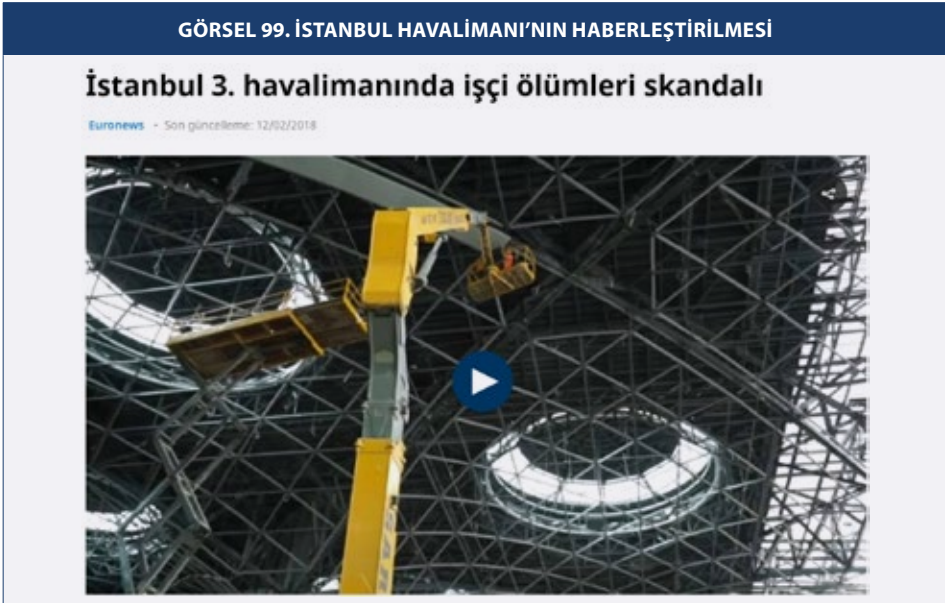 GÖRSEL 99. İSTANBUL HAVALİMANI’NIN HABERLEŞTİRİLMESİ
İstanbul 3. havalimanında işçi ölümleri skandalı
Euronews • Son güncelleme: 12/02/2018